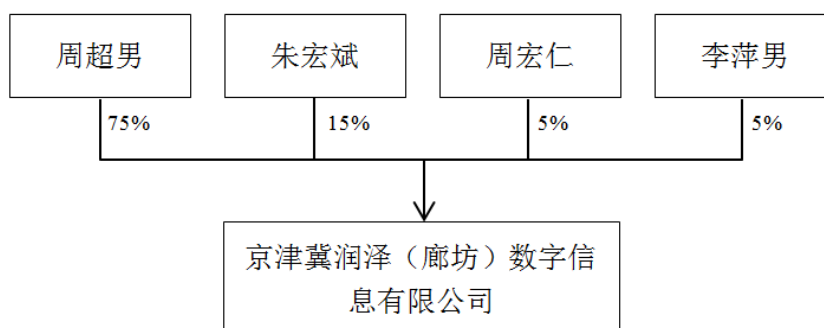 周超男
朱宏斌
周宏仁
李萍男
75%
15%
5%
5%
京津冀润泽（廊坊）数字信
息有限公司